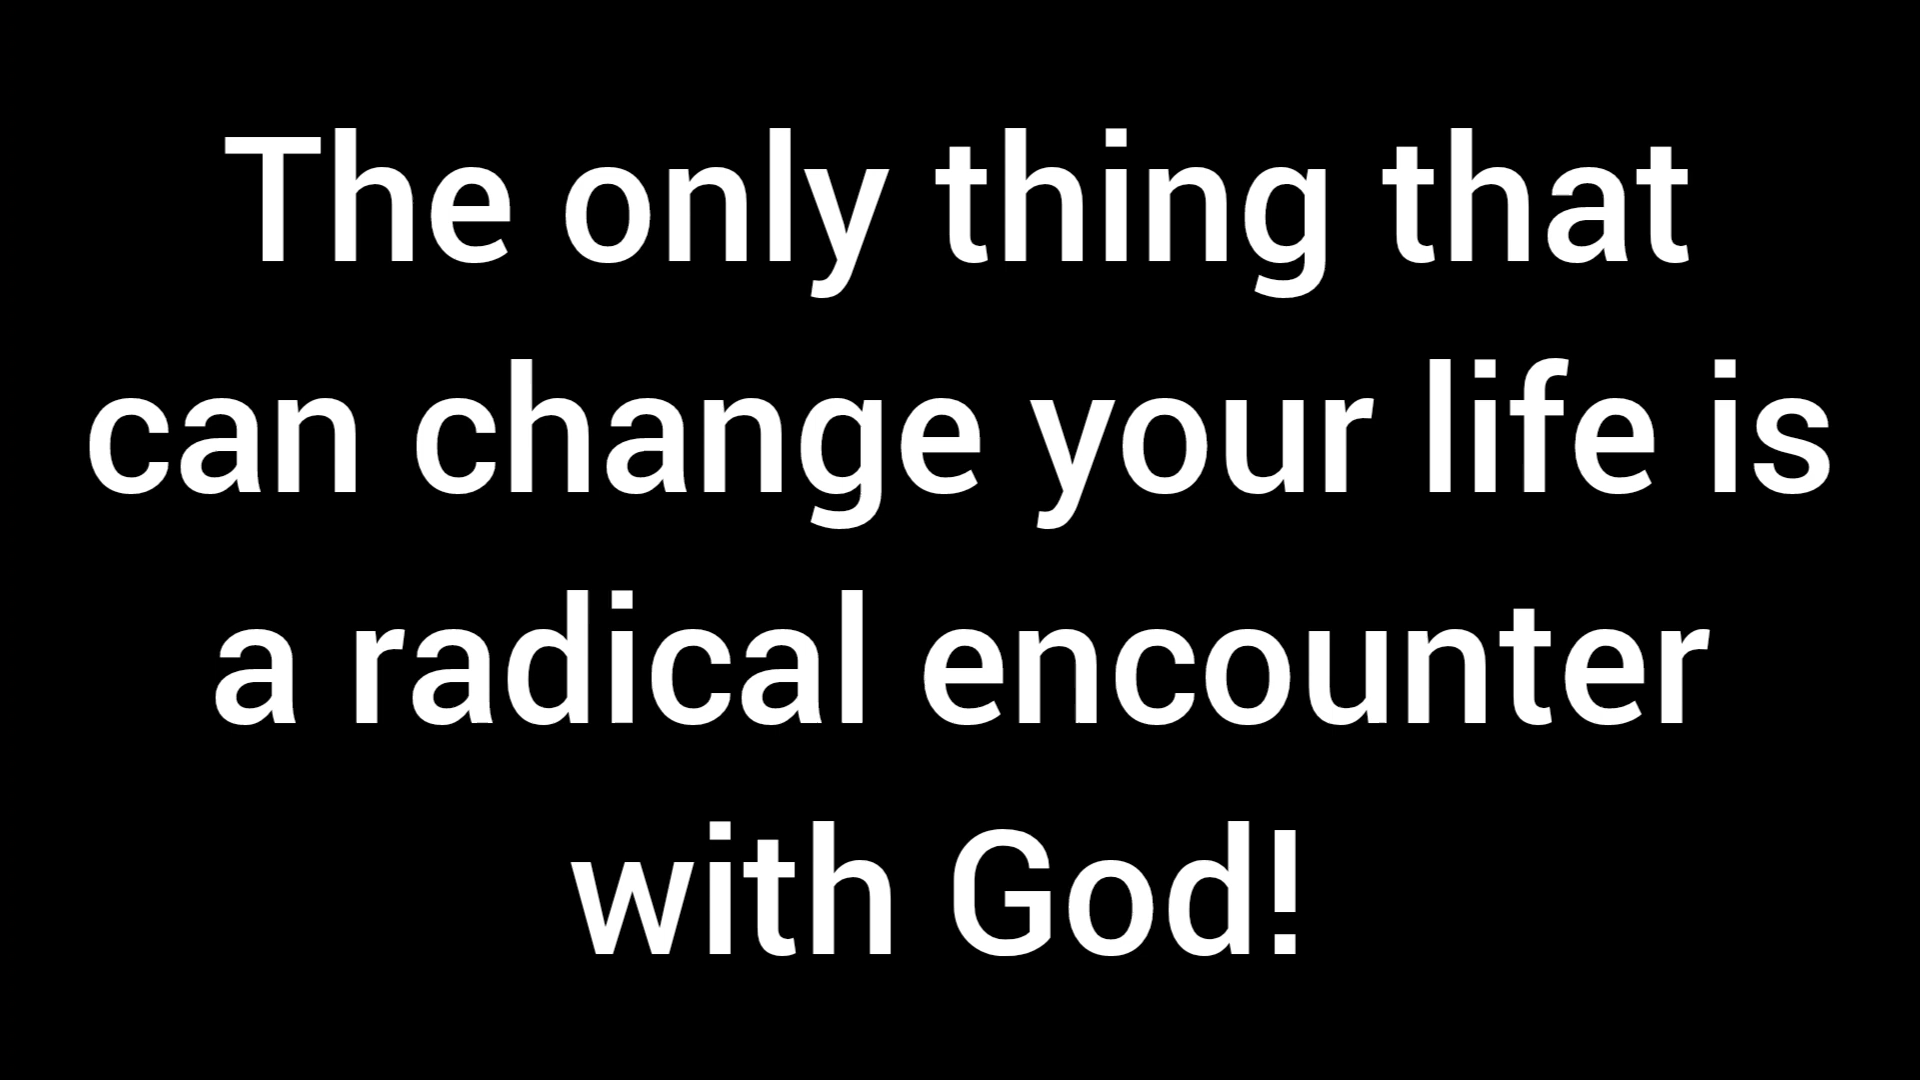 The only thing that
can change your life is
a radical encounter
with God!